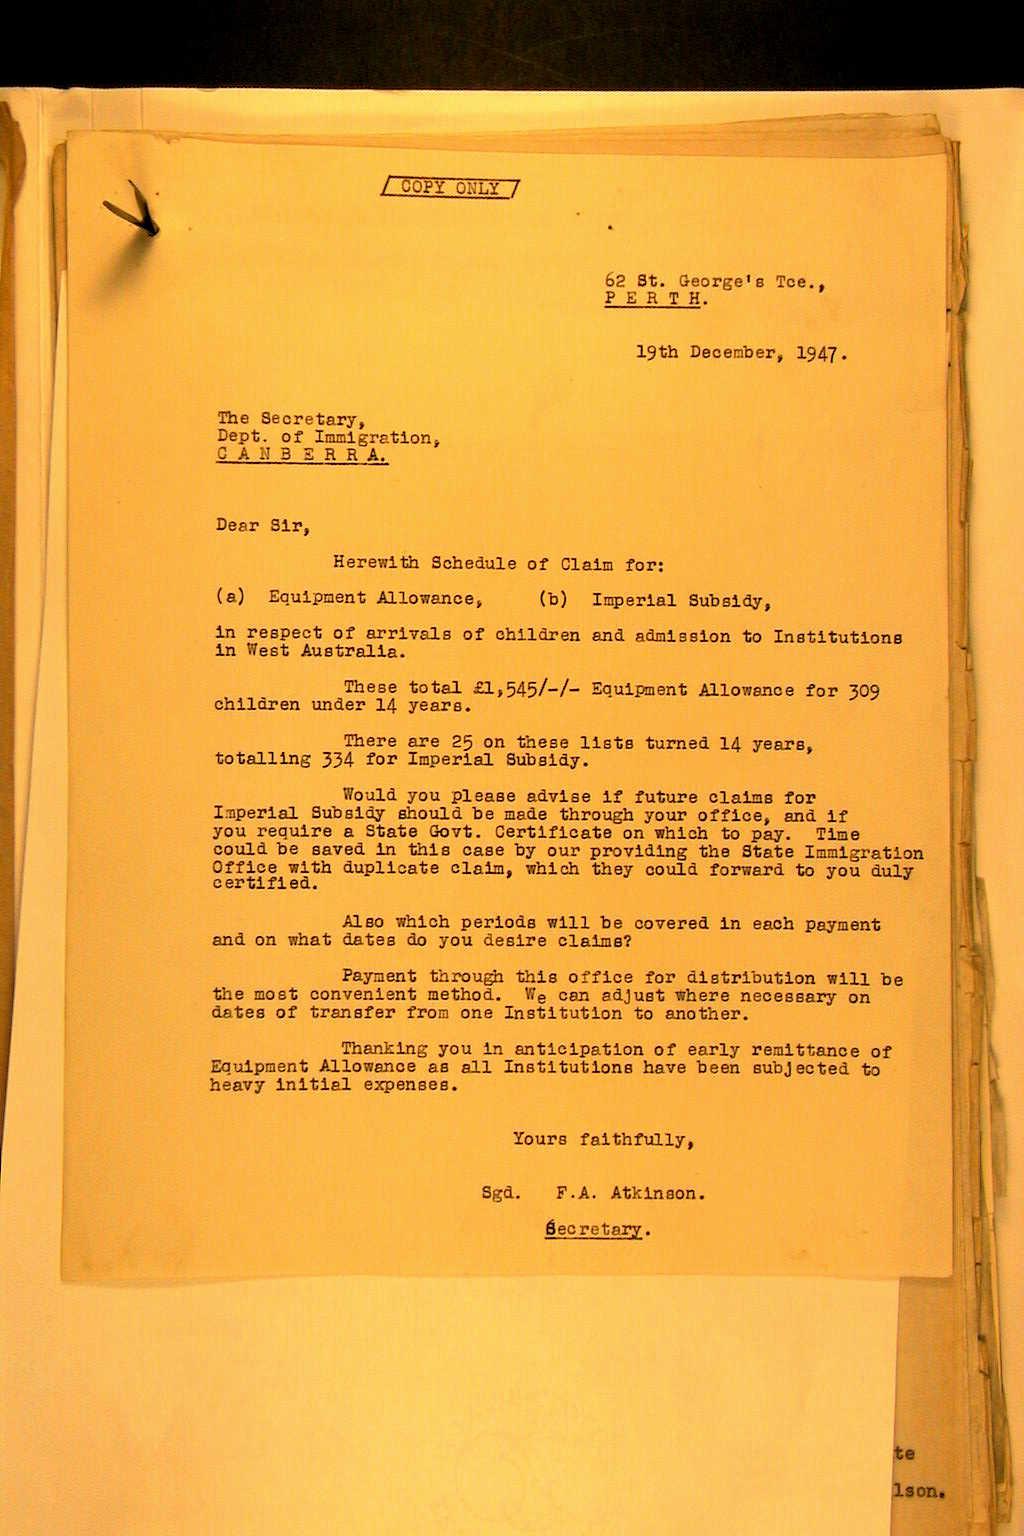 COPY ONLY
62 St. George's Tce.,
P E R T H.
19th December, 1947.
The Secretary,
Dept. of Immigration,
C A N B E R R A.
Dear Sir,
Herewith Schedule of Claim for:
(a) Equipment Allowance, (b) Imperial Subsidy,
in respect of arrivals of children and admission to Institutions
in West Australia.
These total £1,545/-/- Equipment Allowance for 309
children under 14 years.
There are 25 on these lists turned 14 years,
totalling 334 for Imperial Subsidy.
Would you please advise if future claims for
Imperial Subsidy should be made through your office, and if
you require a State Govt. Certificate on which to pay. Time
could be saved in this case by our providing the State Immigration
Office with duplicate claim, which they could forward to you duly
certified.
Also which periods will be covered in each payment
and on what dates do you desire claims?
Payment through this office for distribution will be
the most convenient method. We can adjust where necessary on
dates of transfer from one Institution to another.
Thanking you in anticipation of early remittance of
Equipment Allowance as all Institutions have been subjected to
heavy initial expenses.
Yours faithfully,
Sgd. F.A. Atkinson.
Secretary.
te
lson.